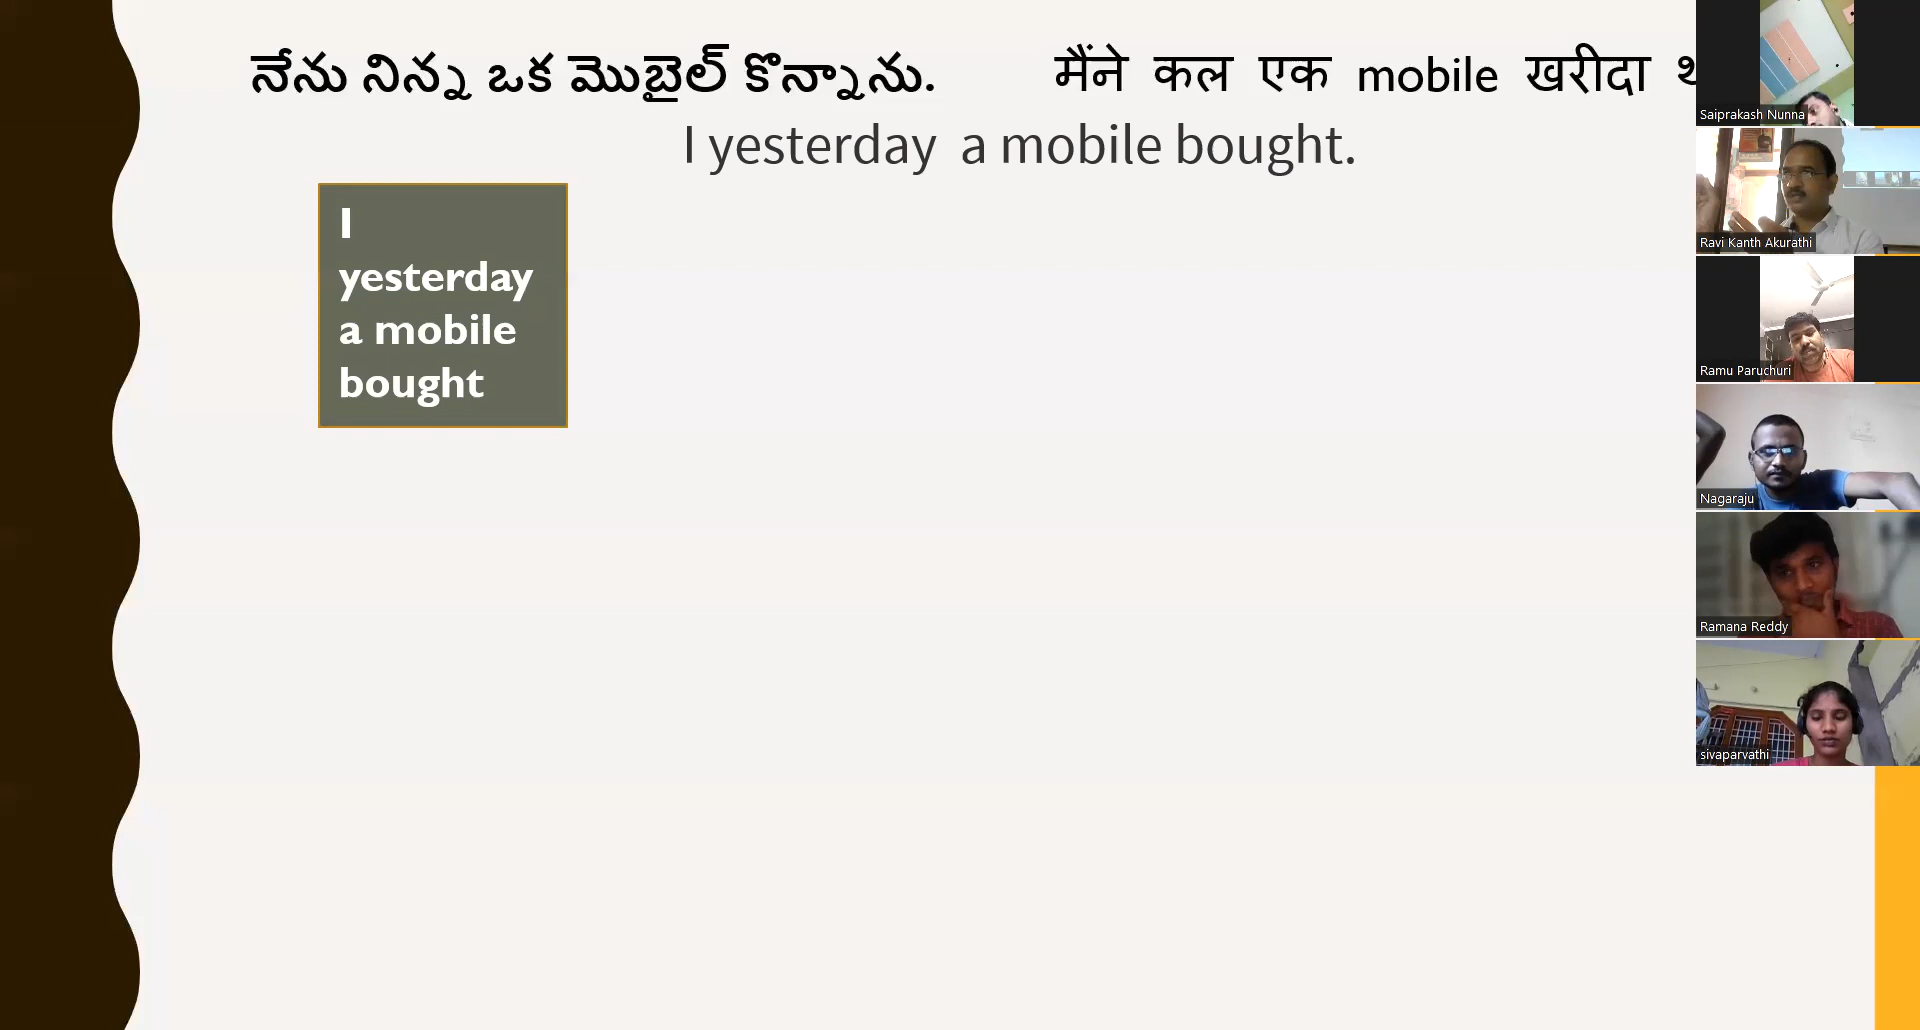 నేను నిన్న ఒక మొబైల్ కొన్నాను. मैंने कल एक mobile खरीदा
I yesterday a mobile bought.
I
yesterday
a mobile
bought
Saiprakash Nunna
Ravi Kanth Akurathi
Ramu Paruchuri
Nagaraju
Ramana Reddy
sivaparvathi